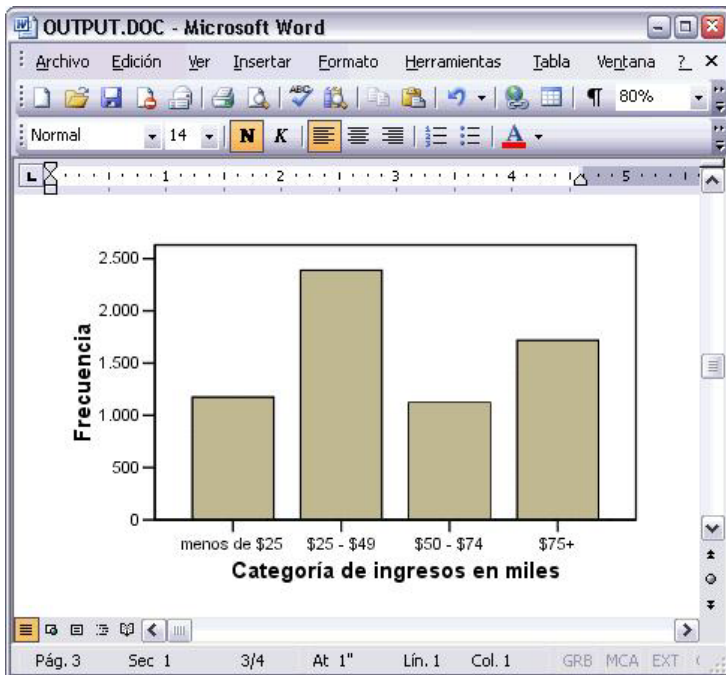 OUTPUT.DOC - Microsoft Word
Archivo Edición Ver Insertar Formato Herramientas Tabla Ventana ?
ABC ¶ 80%
Normal 14 N K A
L 1 2 3 4 5
2.500
2.000
1.500
1.000
500
0
Frecuencia
menos de $25 $25 - $49 $50 - $74 $75+
Categoría de ingresos en miles
Pág. 3 Sec 1 3/4 At 1" Lín. 1 Col. 1 GRB MCA EXT